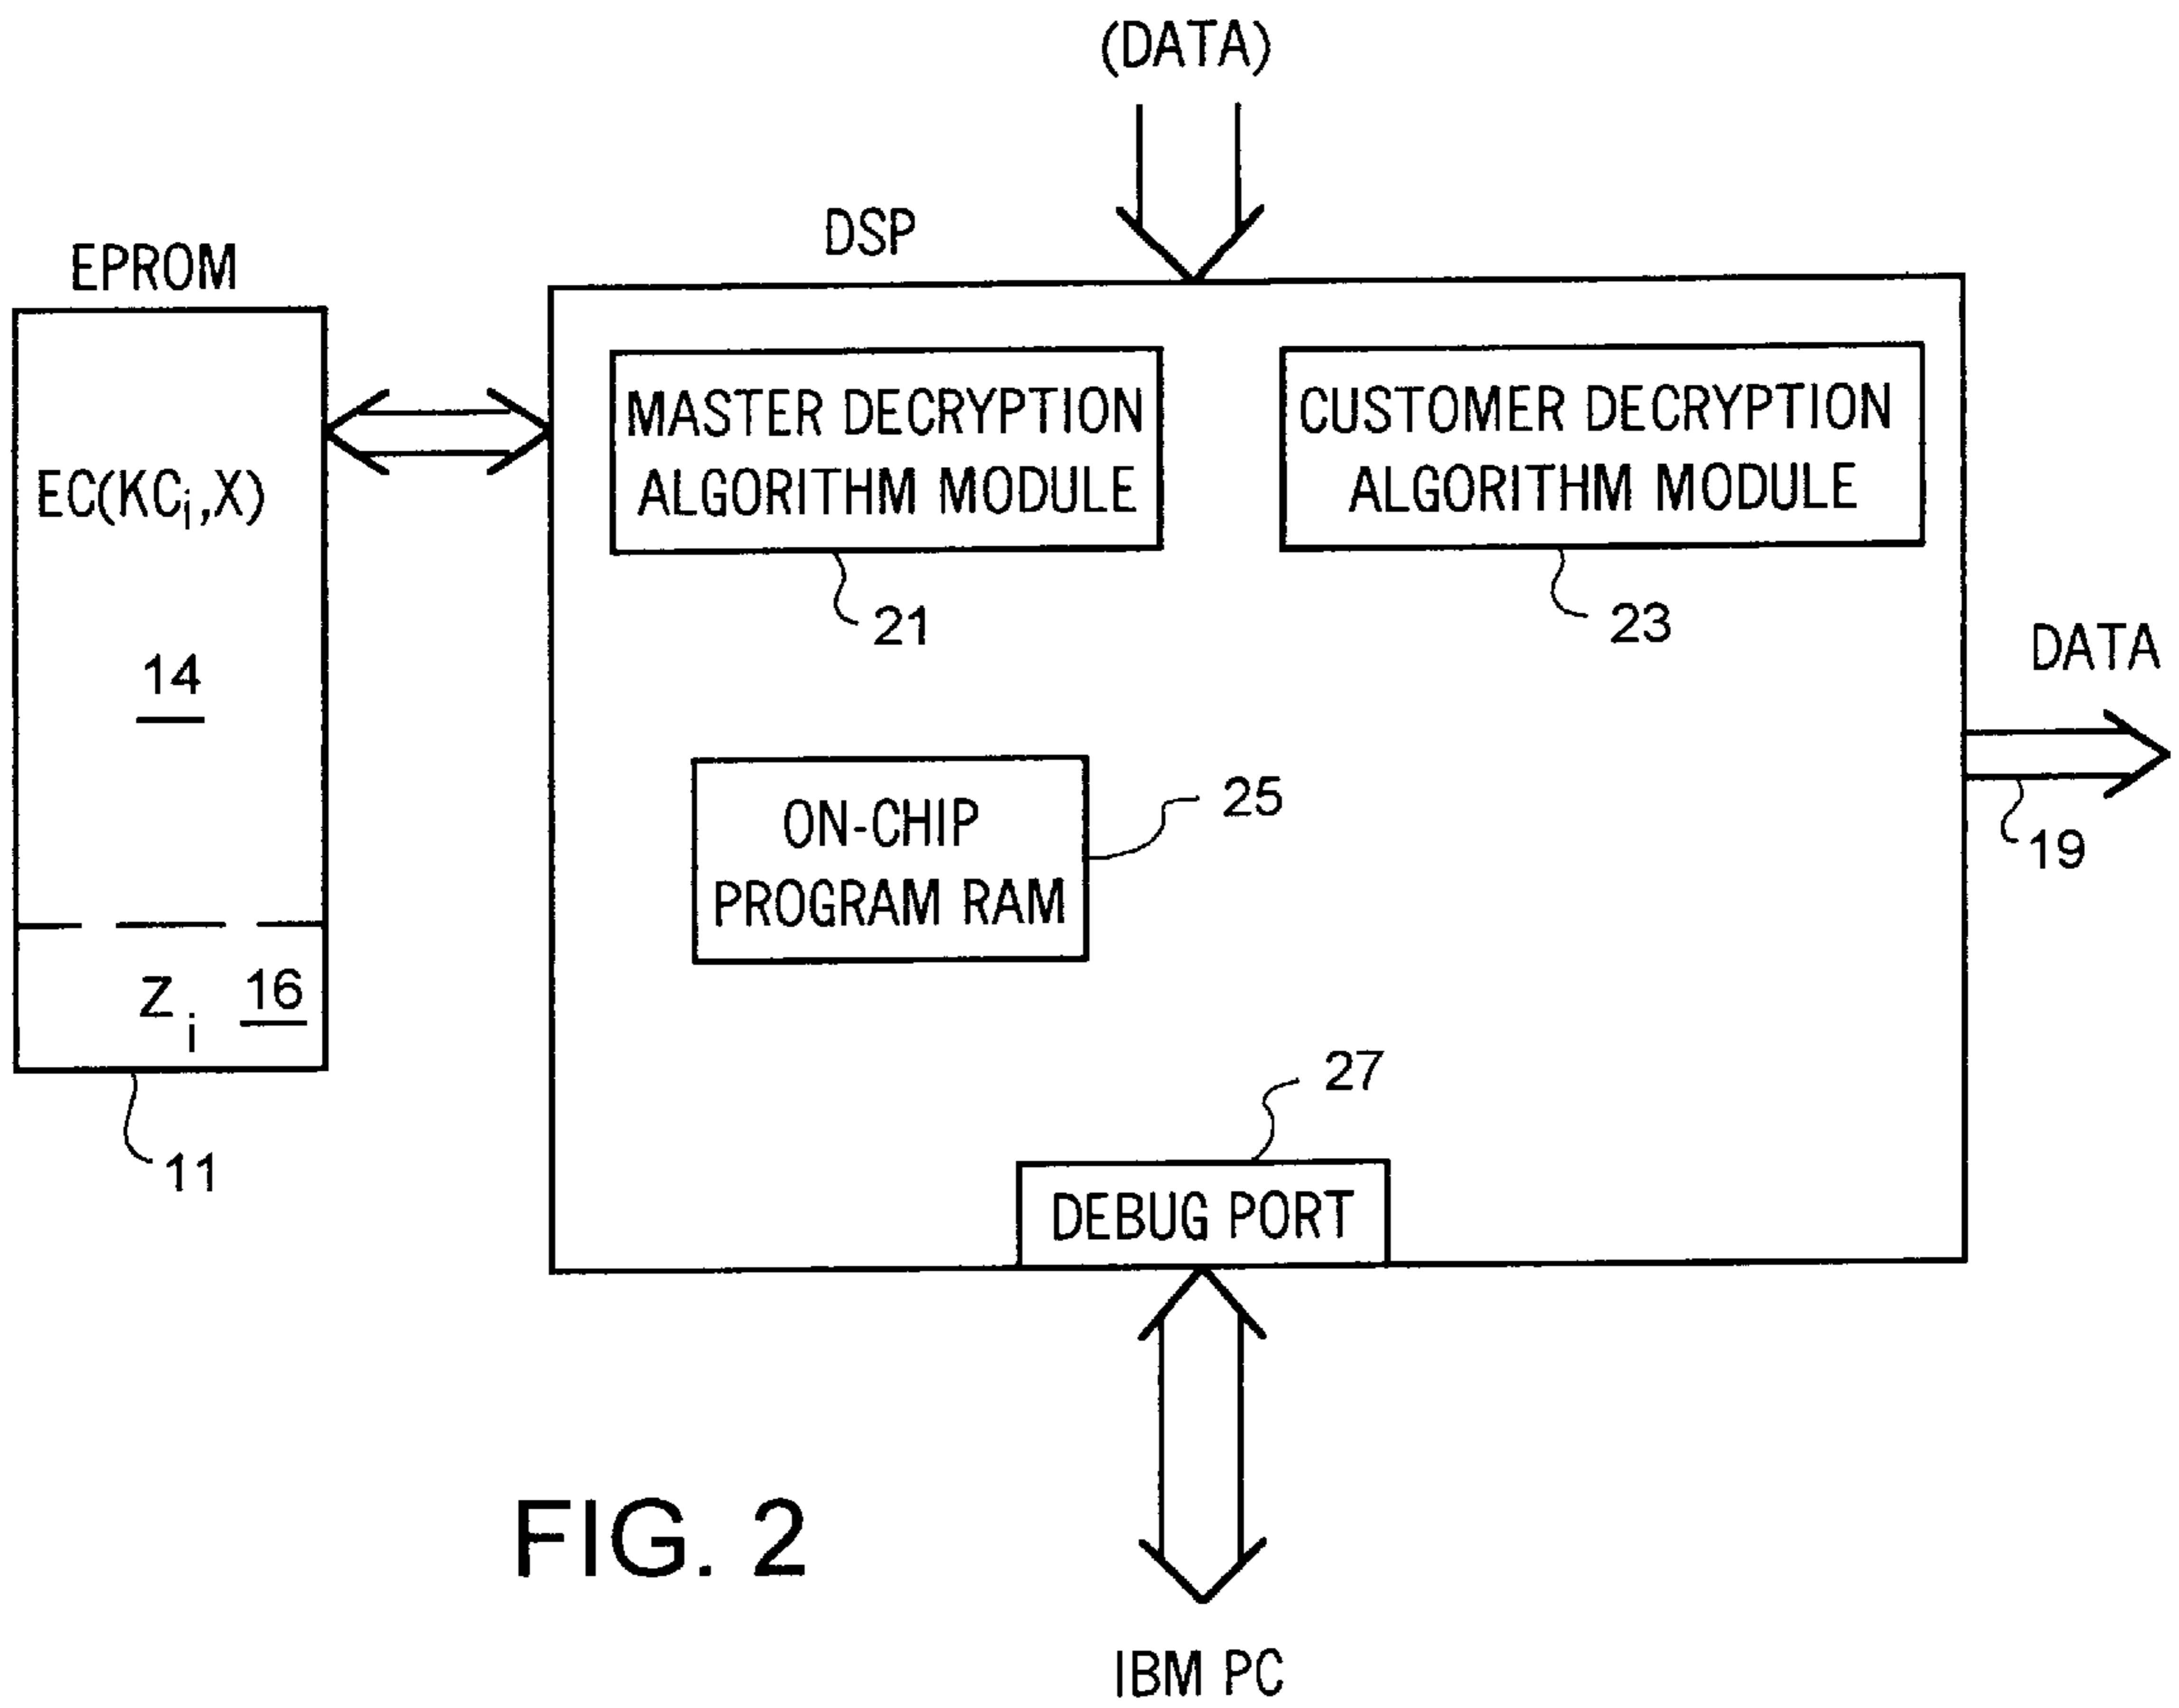 (DATA)
DSP
EPROM
MASTER DECRYPTION
ALGORITHM MODULE
CUSTOMER DECRYPTION
ALGORITHM MODULE
EC(KCi,X)
21
23
DATA
14
ON-CHIP
PROGRAM RAM
25
19
Zi 16
27
11
DEBUG PORT
FIG. 2
IBM PC